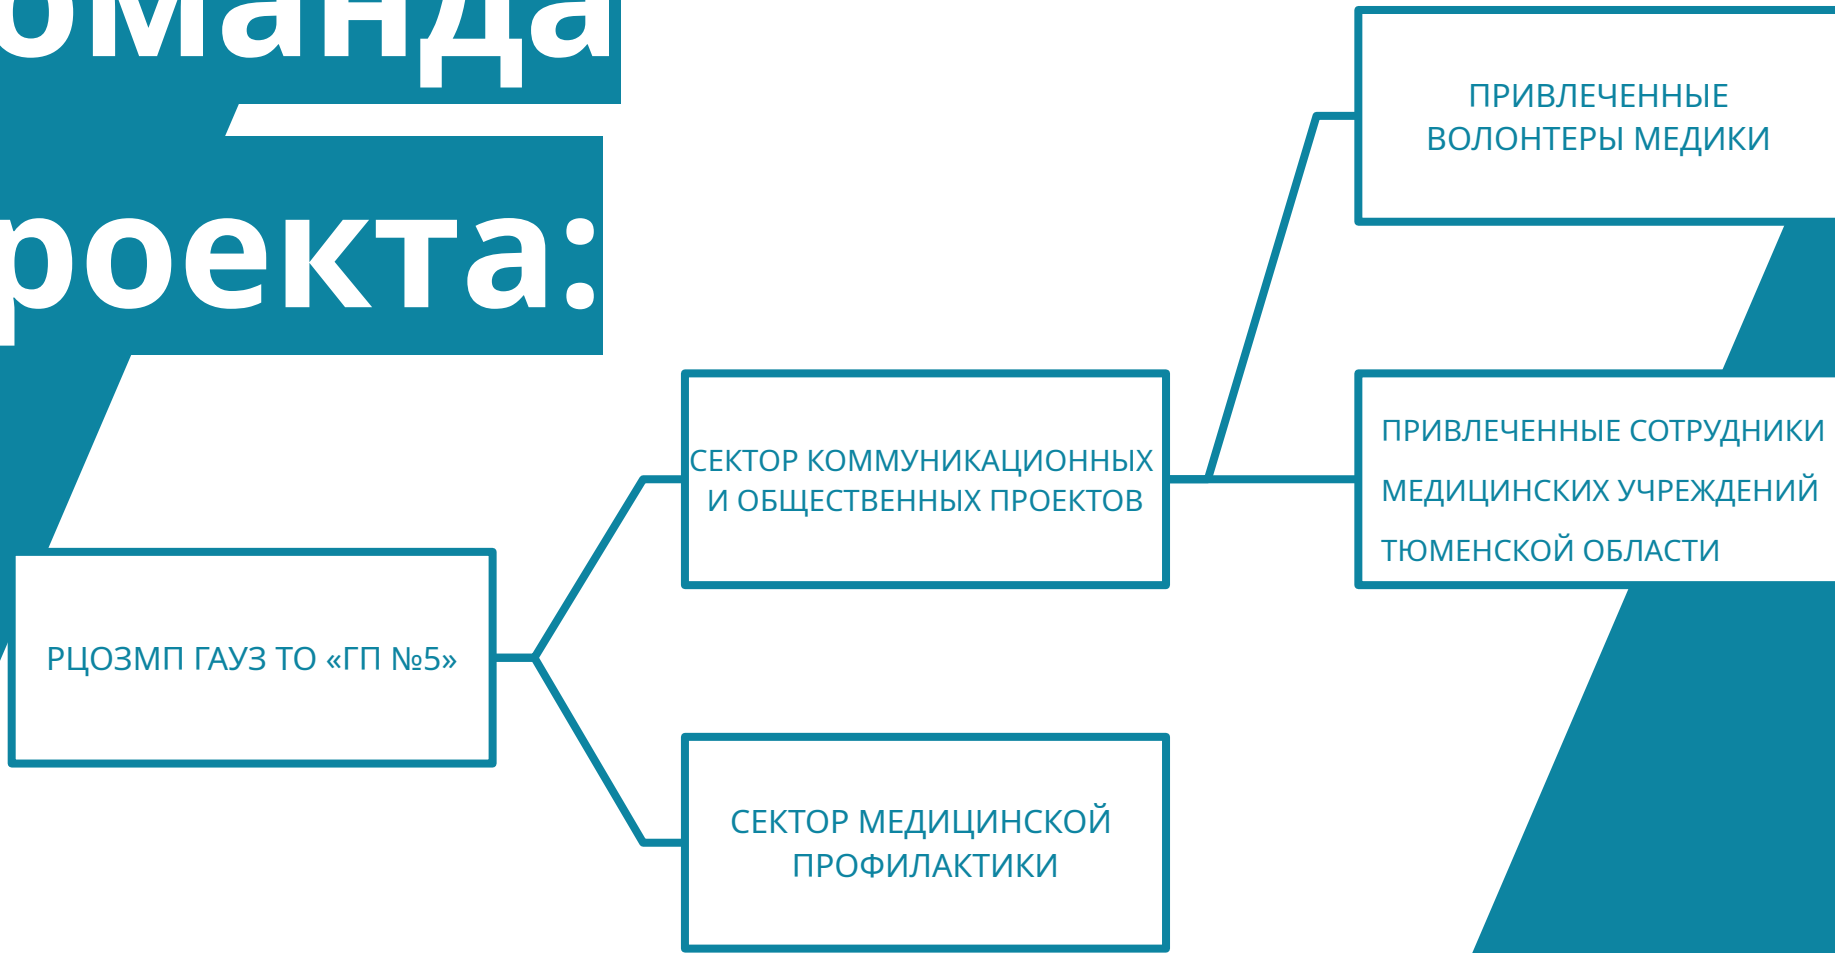 оманда
роекта:
ПРИВЛЕЧЕННЫЕ
ВОЛОНТЕРЫ МЕДИКИ
СЕКТОР КОММУНИКАЦИОННЫХ
И ОБЩЕСТВЕННЫХ ПРОЕКТОВ
ПРИВЛЕЧЕННЫЕ СОТРУДНИКИ
МЕДИЦИНСКИХ УЧРЕЖДЕНИЙ
ТЮМЕНСКОЙ ОБЛАСТИ
РЦОЗМП ГАУЗ ТО «ГП №5»
СЕКТОР МЕДИЦИНСКОЙ
ПРОФИЛАКТИКИ